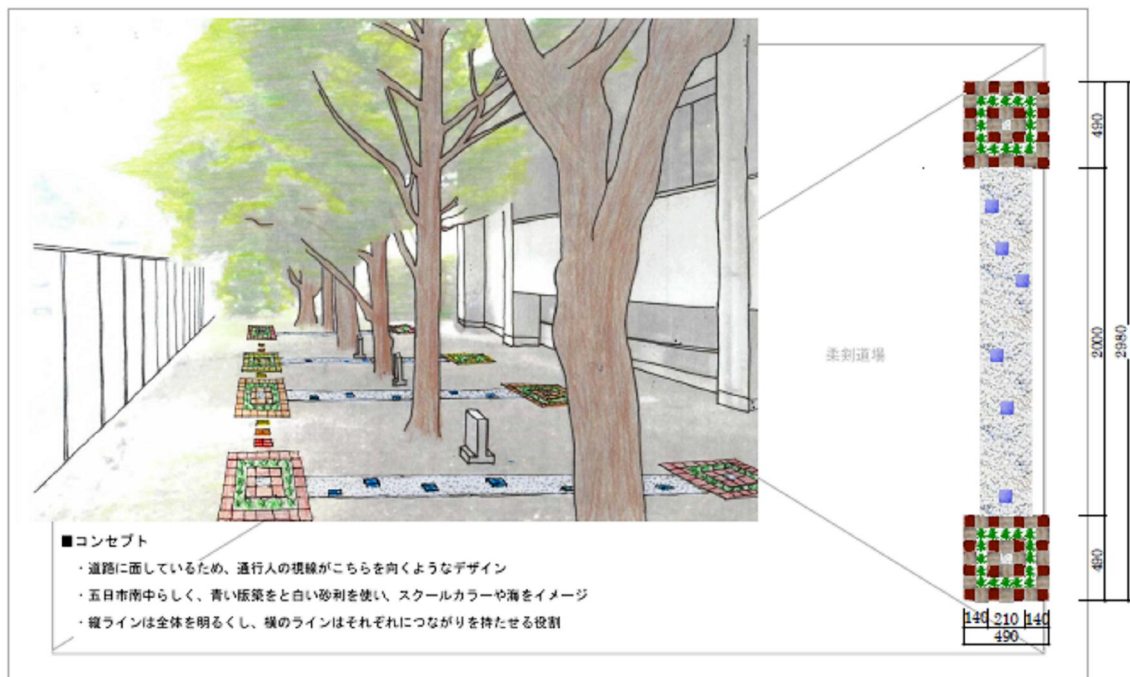 490
2000
2980
柔剣道場
490
140 210 140
490
■コンセプト
・道路に面しているため、通行人の視線がこちらを向くようなデザイン
・五日市南中らしく、青い版築をと白い砂利を使い、スクールカラーや海をイメージ
・縦ラインは全体を明るくし、横のラインはそれぞれにつながりを持たせる役割